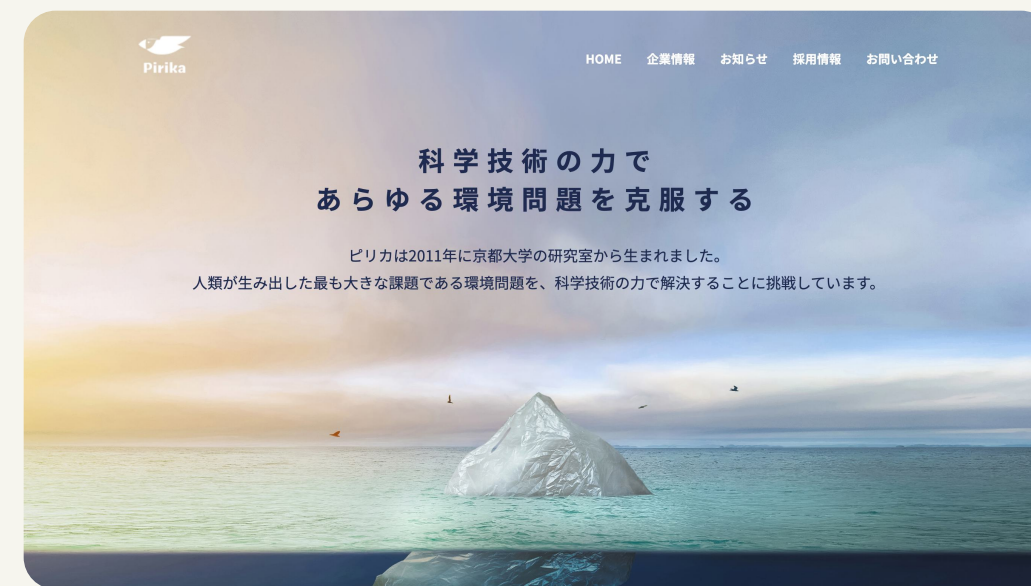 Pirika
HOME 企業情報 お知らせ 採用情報 お問い合わせ
科学技術の力で
あらゆる環境問題を克服する
ピリカは2011年に京都大学の研究室から生まれました。
人類が生み出した最も大きな課題である環境問題を、科学技術の力で解決することに挑戦しています。